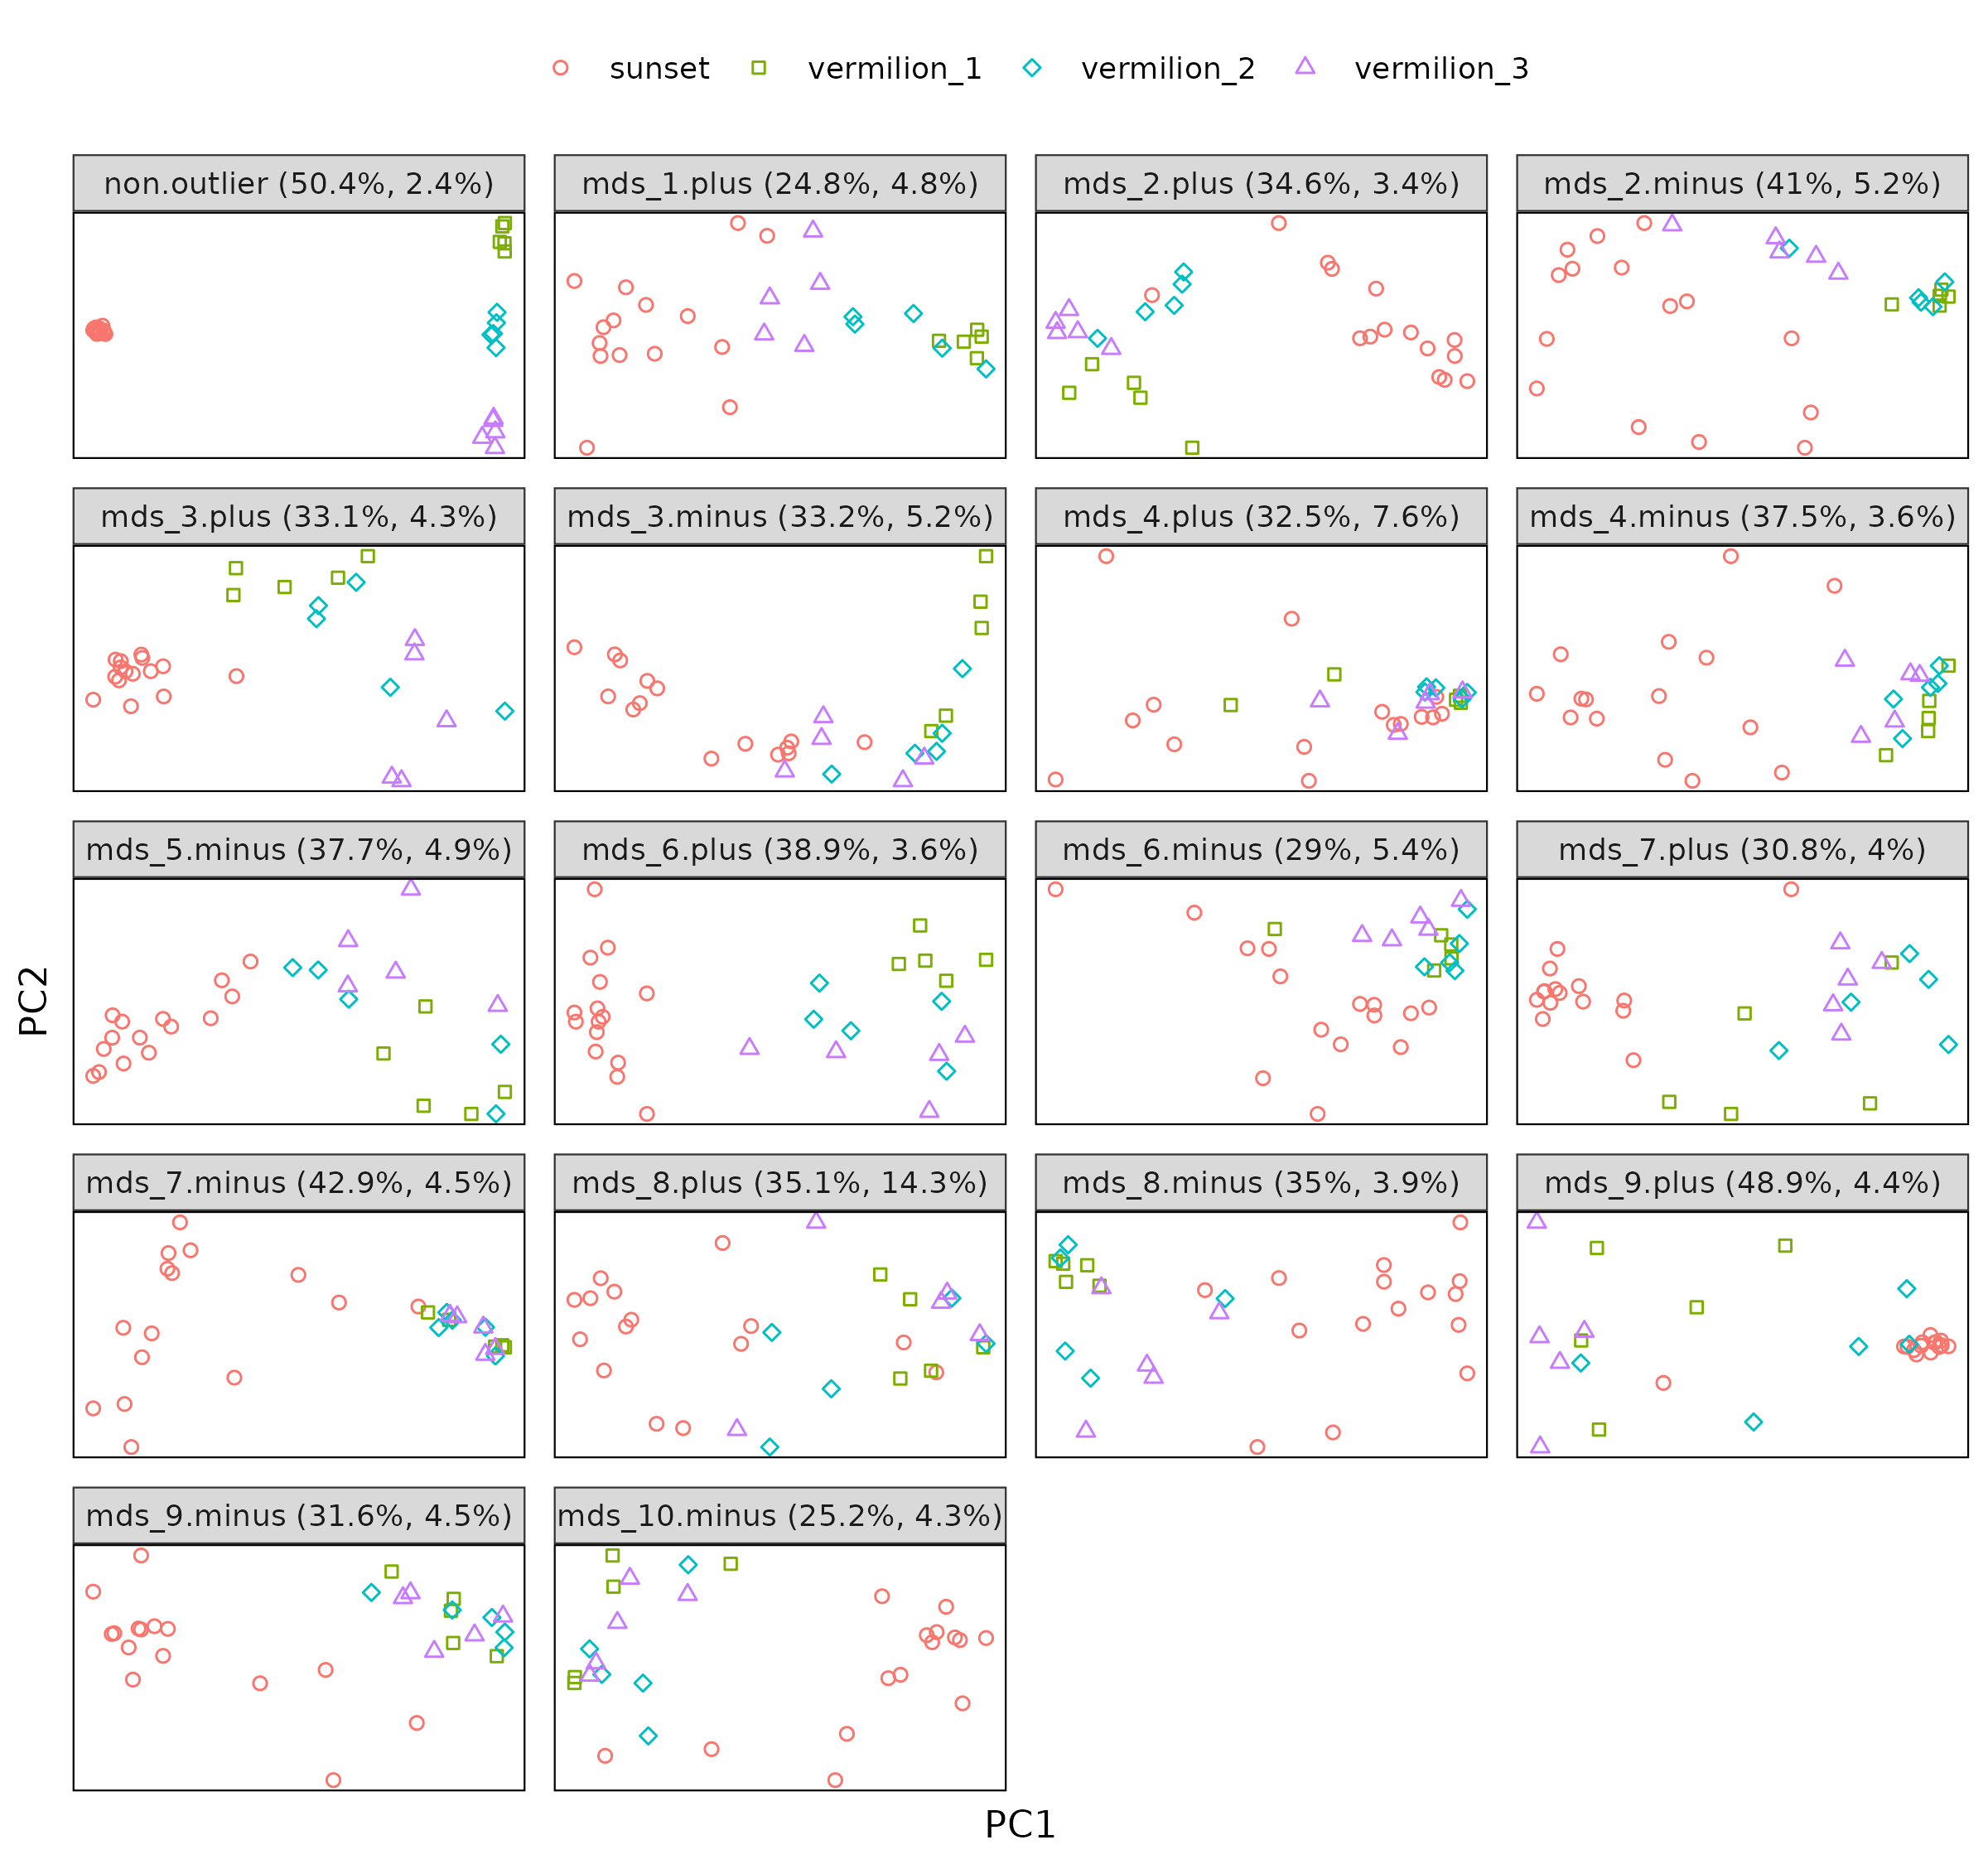 sunset vermilion_1 vermilion_2 vermilion_3
non.outlier (50.4%, 2.4%) mds_1.plus (24.8%, 4.8%) mds_2.plus (34.6%, 3.4%) mds_2.minus (41%, 5.2%)
mds_3.plus (33.1%, 4.3%) mds_3.minus (33.2%, 5.2%) mds_4.plus (32.5%, 7.6%) mds_4.minus (37.5%, 3.6%)
mds_5.minus (37.7%, 4.9%) mds_6.plus (38.9%, 3.6%) mds_6.minus (29%, 5.4%) mds_7.plus (30.8%, 4%)
PC2
mds_7.minus (42.9%, 4.5%) mds_8.plus (35.1%, 14.3%) mds_8.minus (35%, 3.9%) mds_9.plus (48.9%, 4.4%)
mds_9.minus (31.6%, 4.5%) mds_10.minus (25.2%, 4.3%)
PC1